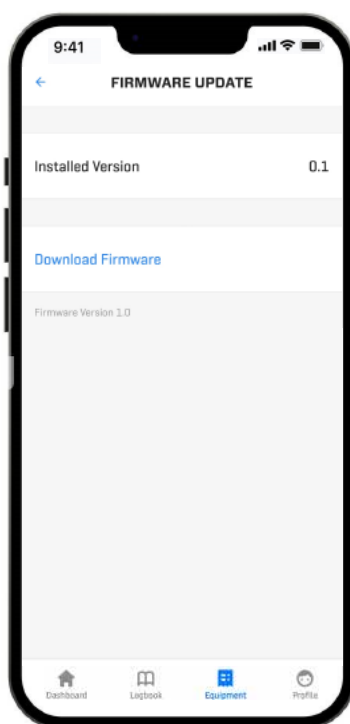 9:41
FIRMWARE UPDATE
Installed Version 0.1
Download Firmware
Firmware Version 1.0
Dashboard Logbook Equipment Profile